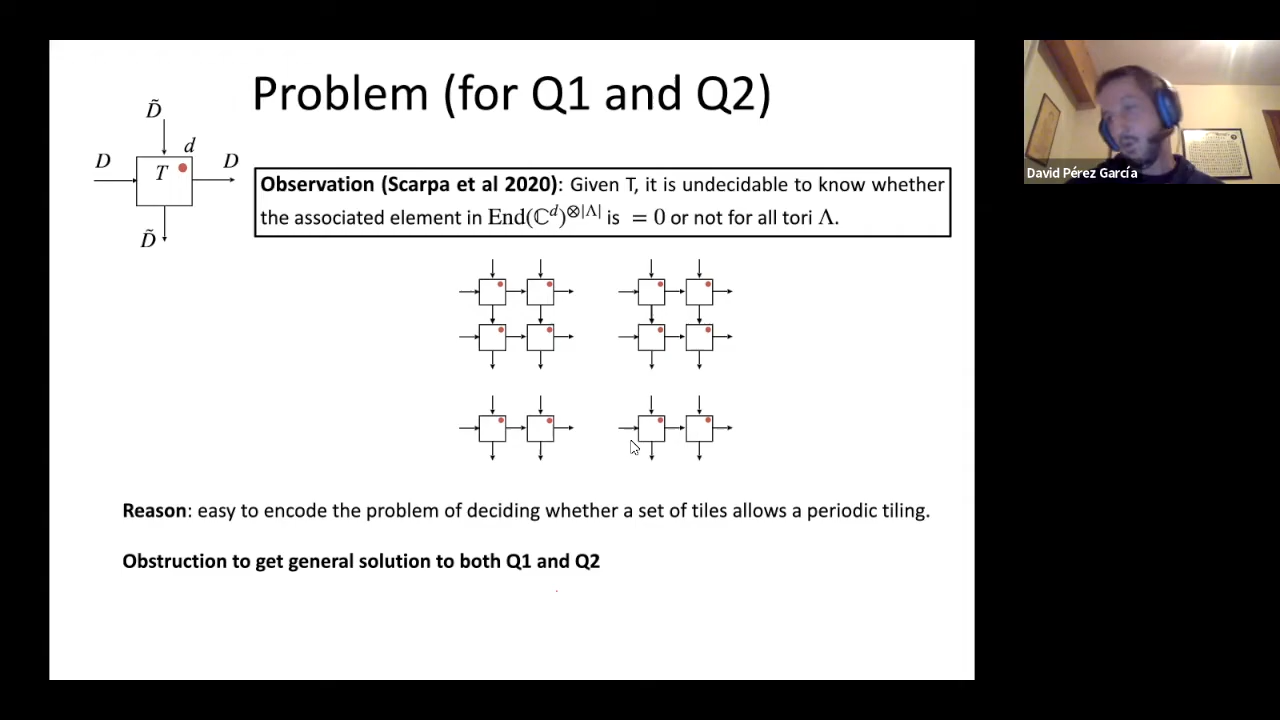 Problem (for Q1 and Q2)
D̃
d
D
T
D
D̃
Observation (Scarpa et al 2020): Given T, it is undecidable to know whether
the associated element in End(ℂᵈ)^⊗|Λ| is = 0 or not for all tori Λ.
Reason: easy to encode the problem of deciding whether a set of tiles allows a periodic tiling.
Obstruction to get general solution to both Q1 and Q2
David Pérez García